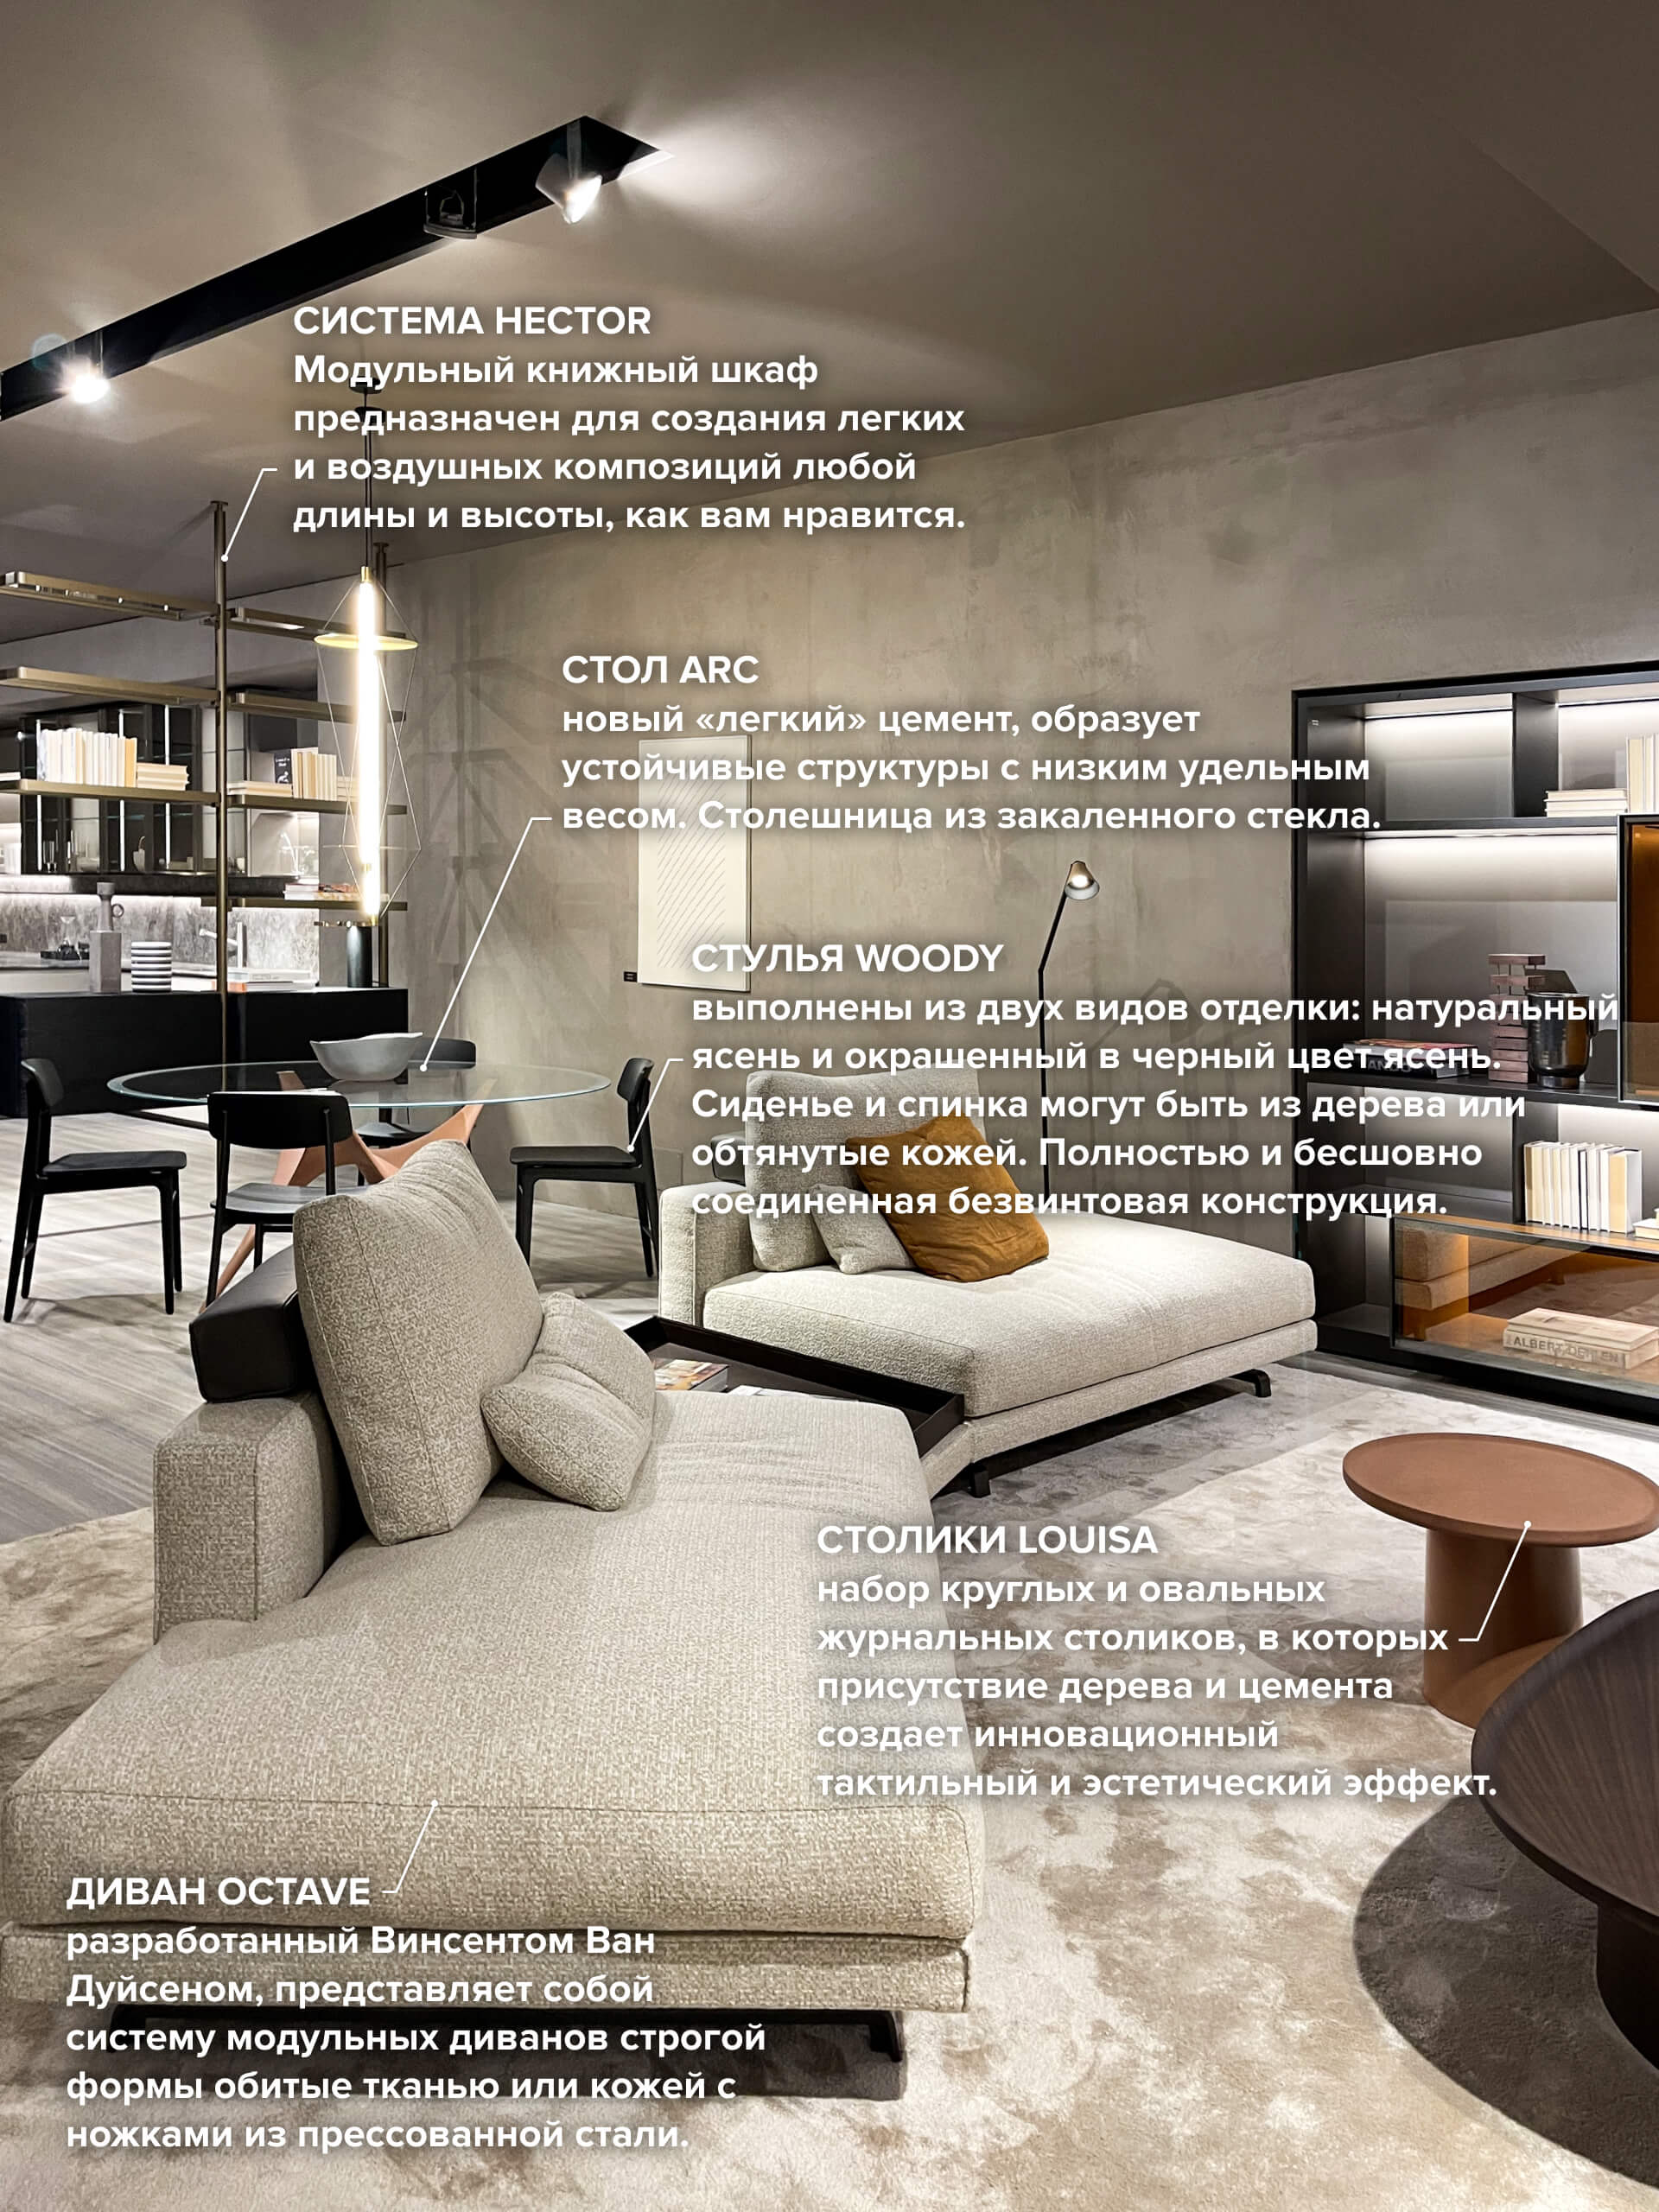 СИСТЕМА HECTOR
Модульный книжный шкаф
предназначен для создания легких
и воздушных композиций любой
длины и высоты, как вам нравится.
СТОЛ ARC
новый «легкий» цемент, образует
устойчивые структуры с низким удельным
весом. Столешница из закаленного стекла.
СТУЛЬЯ WOODY
выполнены из двух видов отделки: натуральный
ясень и окрашенный в черный цвет ясень.
Сиденье и спинка могут быть из дерева или
обтянутые кожей. Полностью и бесшовно
соединенная безвинтовая конструкция.
СТОЛИКИ LOUISA
набор круглых и овальных
журнальных столиков, в которых
присутствие дерева и цемента
создает инновационный
тактильный и эстетический эффект.
ДИВАН OCTAVE
разработанный Винсентом Ван
Дуйсеном, представляет собой
систему модульных диванов строгой
формы обитые тканью или кожей с
ножками из прессованной стали.
ALBERT OEHLEN